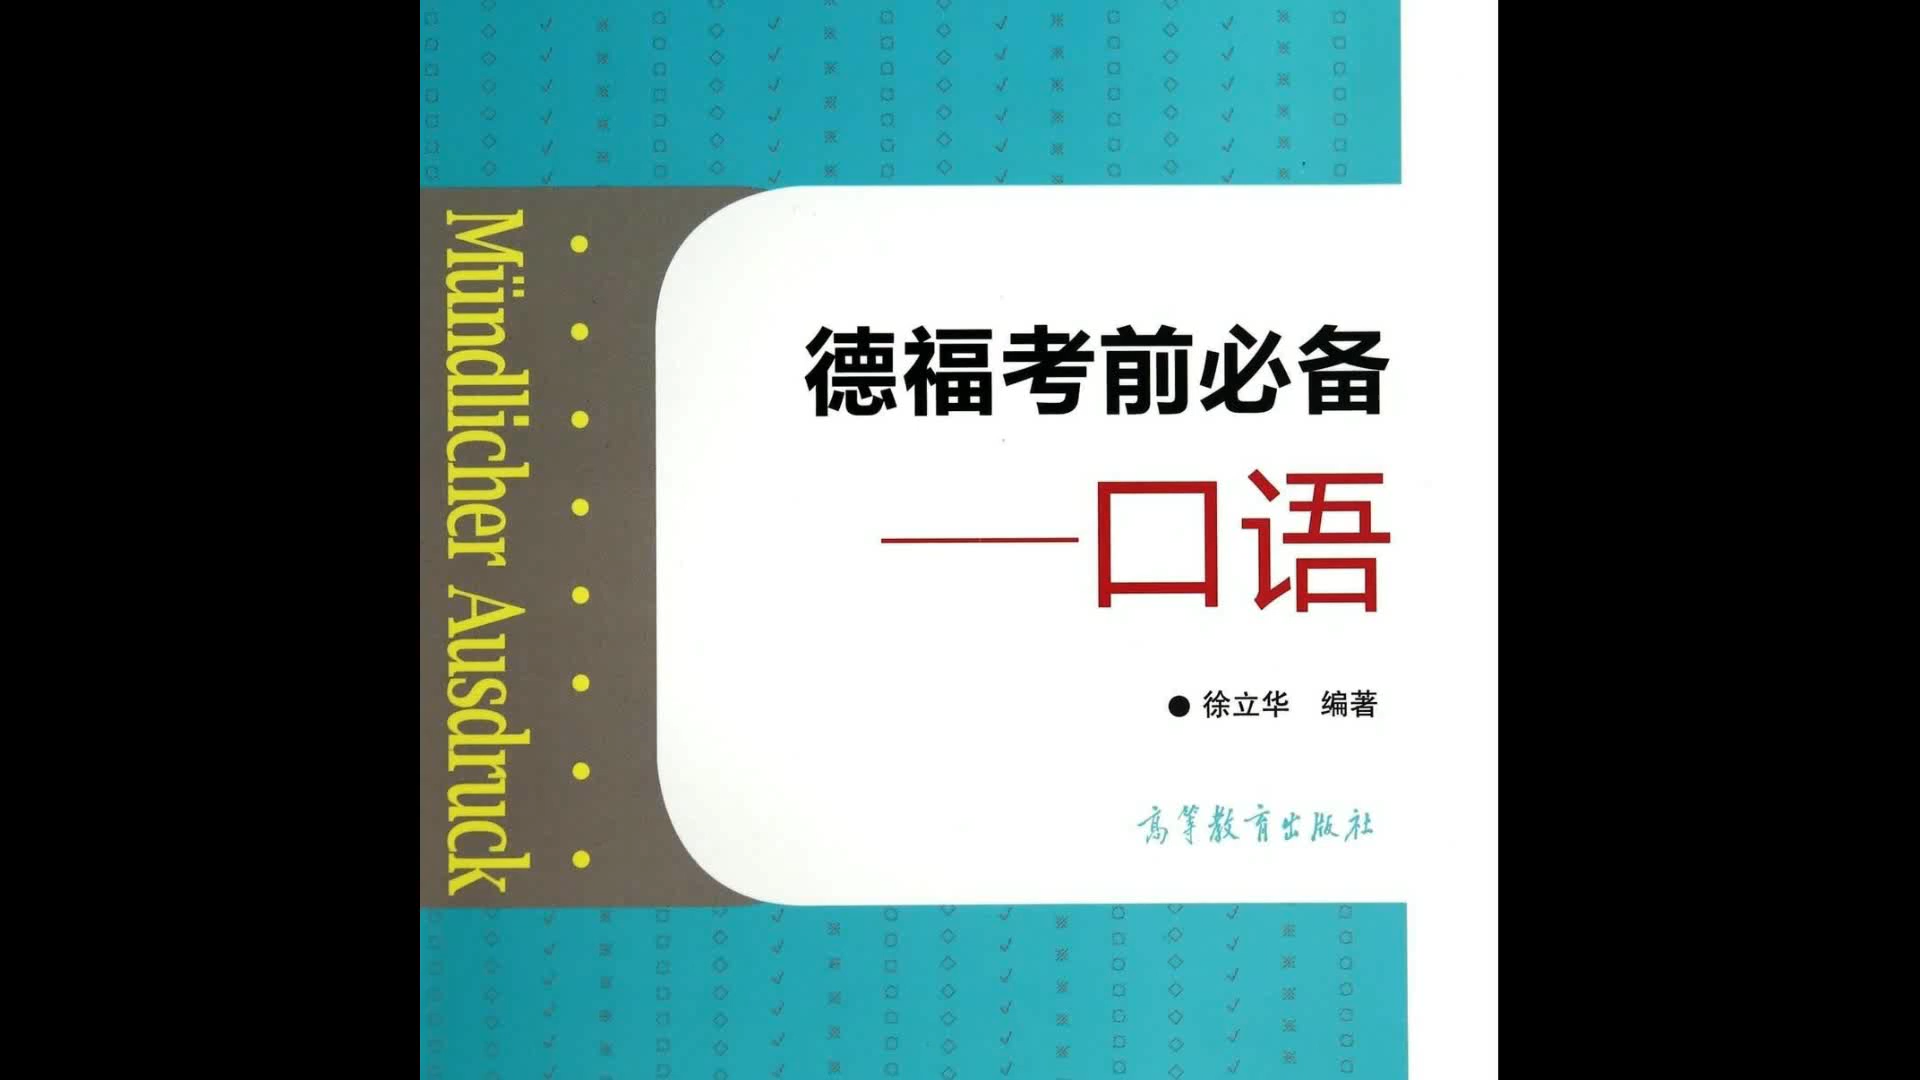 Mündlicher Ausdruck
德福考前必备
——口语
● 徐立华 编著
高等教育出版社